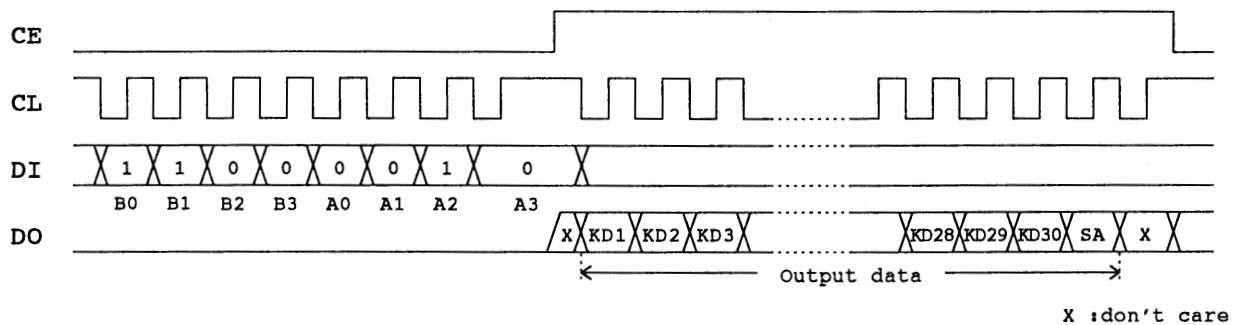 CE
CL
DI 1 1 0 0 0 0 1 0
B0 B1 B2 B3 A0 A1 A2 A3
DO X KD1 KD2 KD3 KD28 KD29 KD30 SA X
Output data
X :don't care